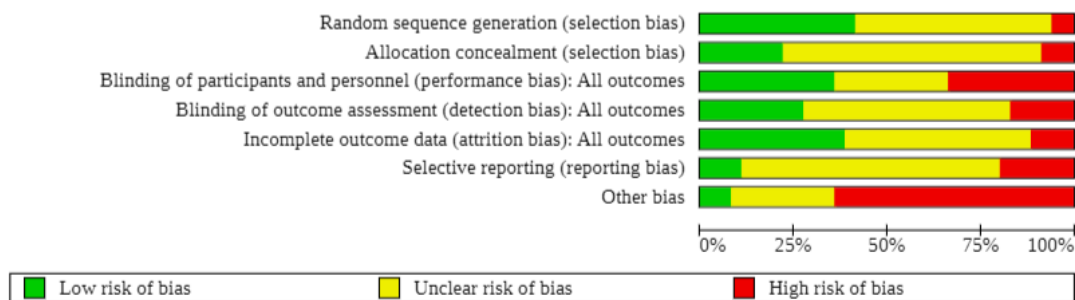 Random sequence generation (selection bias)
Allocation concealment (selection bias)
Blinding of participants and personnel (performance bias): All outcomes
Blinding of outcome assessment (detection bias): All outcomes
Incomplete outcome data (attrition bias): All outcomes
Selective reporting (reporting bias)
Other bias
0% 25% 50% 75% 100%
Low risk of bias Unclear risk of bias High risk of bias